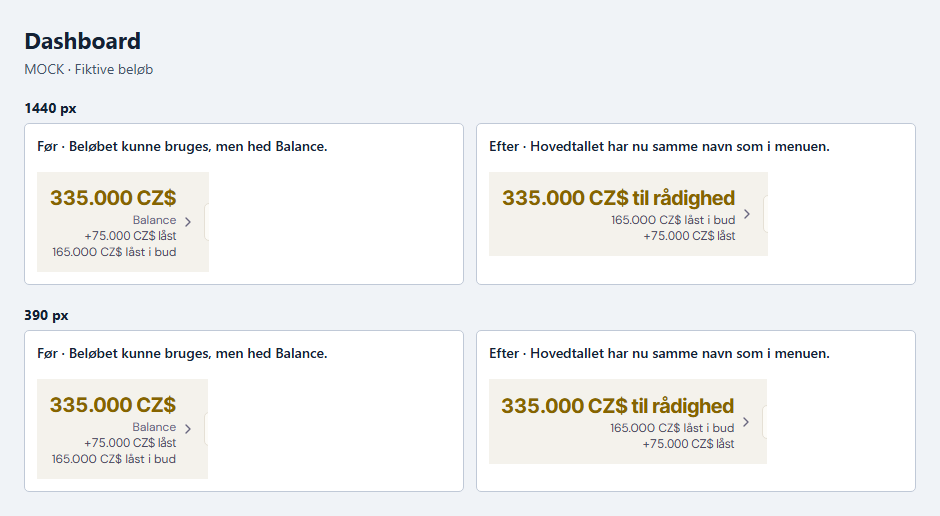 Dashboard
MOCK · Fiktive beløb
1440 px
Før · Beløbet kunne bruges, men hed Balance.
335.000 CZ$
Balance
+75.000 CZ$ låst
165.000 CZ$ låst i bud
Efter · Hovedtallet har nu samme navn som i menuen.
335.000 CZ$ til rådighed
165.000 CZ$ låst i bud
+75.000 CZ$ låst
390 px
Før · Beløbet kunne bruges, men hed Balance.
335.000 CZ$
Balance
+75.000 CZ$ låst
165.000 CZ$ låst i bud
Efter · Hovedtallet har nu samme navn som i menuen.
335.000 CZ$ til rådighed
165.000 CZ$ låst i bud
+75.000 CZ$ låst